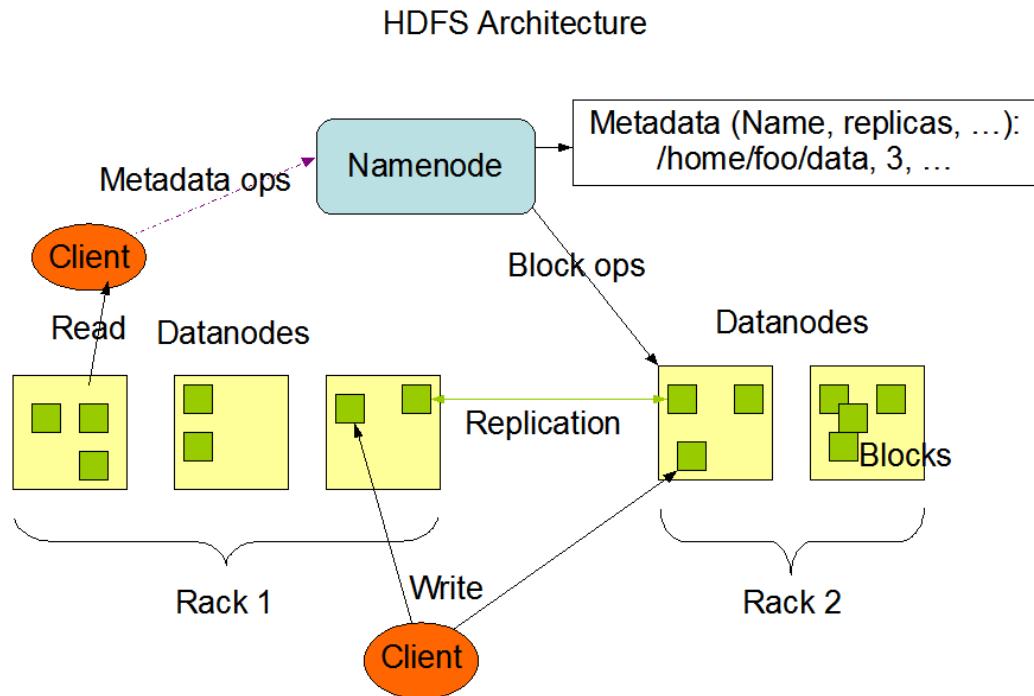 HDFS Architecture
Metadata (Name, replicas, …):
/home/foo/data, 3, …
Namenode
Metadata ops
Client
Block ops
Read
Datanodes
Datanodes
Replication
Blocks
Rack 1
Write
Rack 2
Client